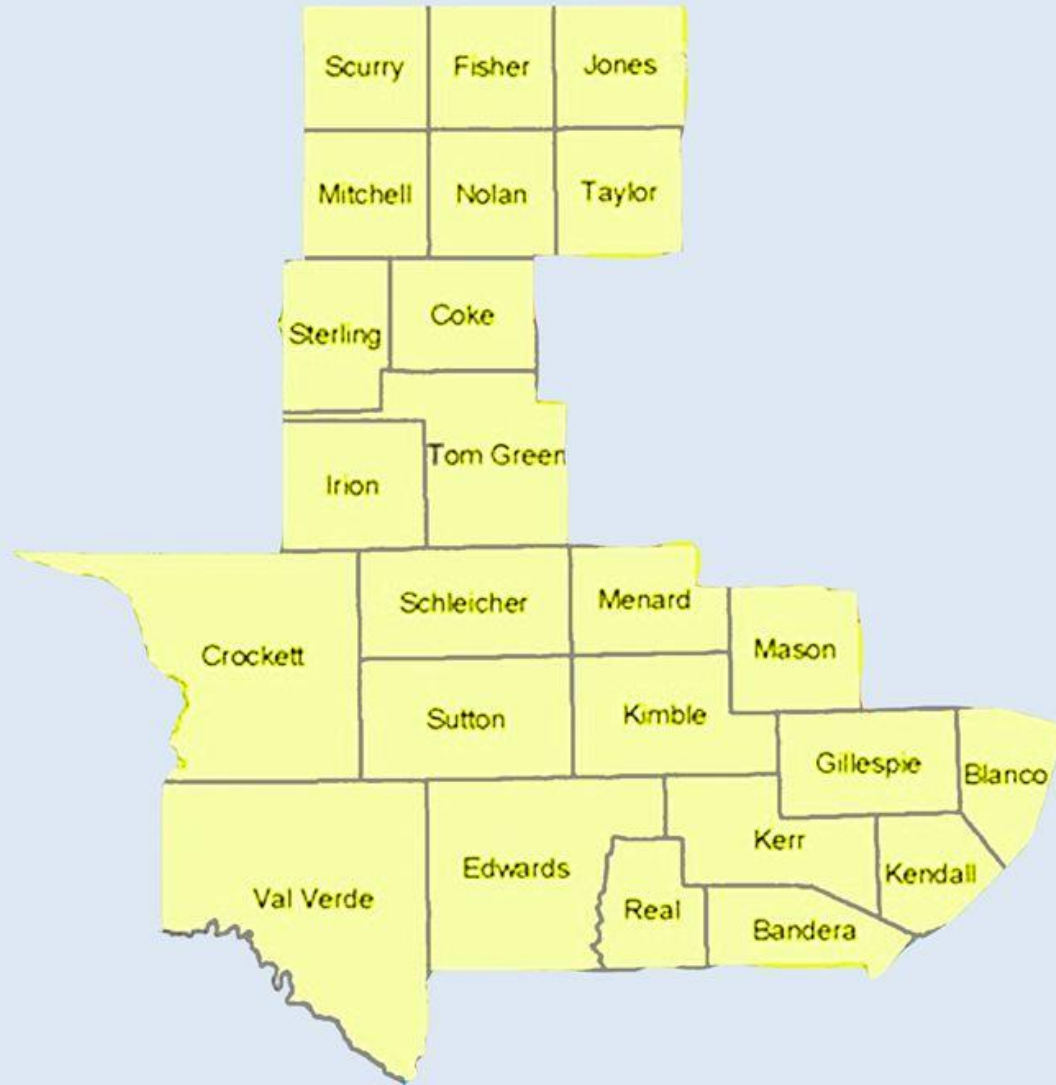 Scurry
Fisher
Jones
Mitchell
Nolan
Taylor
Sterling
Coke
Irion
Tom Green
Crockett
Schleicher
Menard
Mason
Sutton
Kimble
Gillespie
Blanco
Val Verde
Edwards
Kerr
Real
Kendall
Bandera